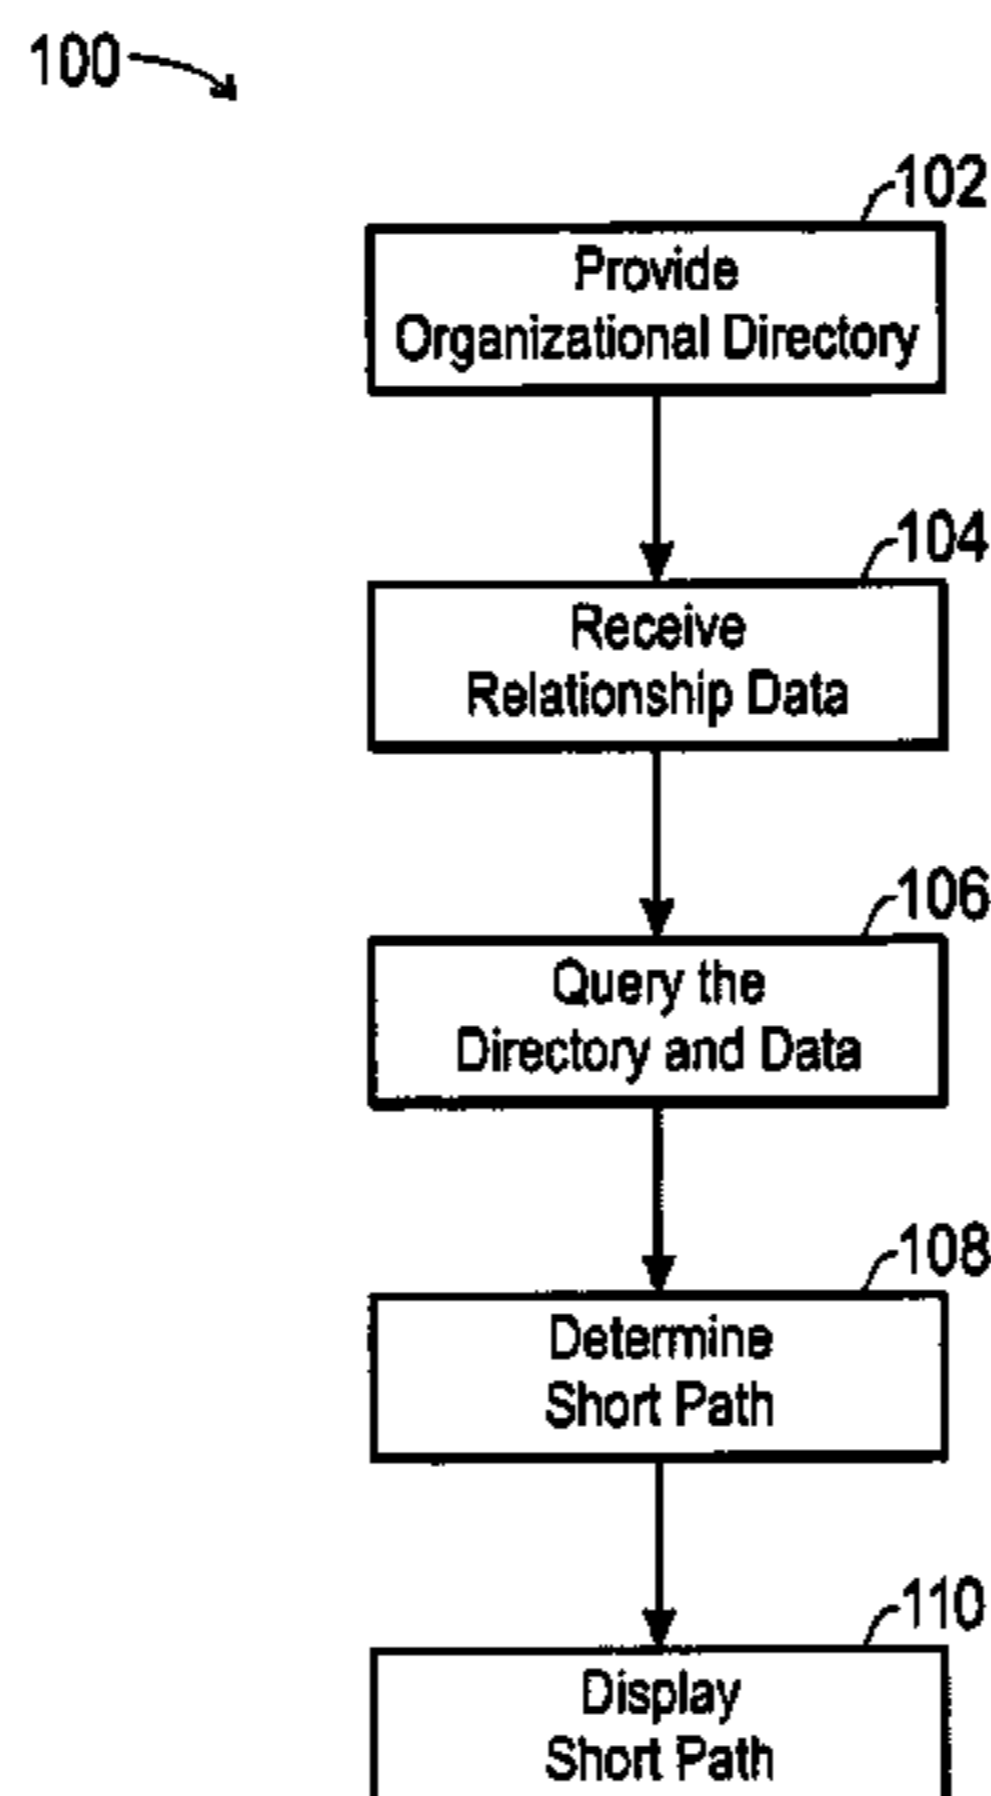 100
102
Provide
Organizational Directory
104
Receive
Relationship Data
106
Query the
Directory and Data
108
Determine
Short Path
110
Display
Short Path